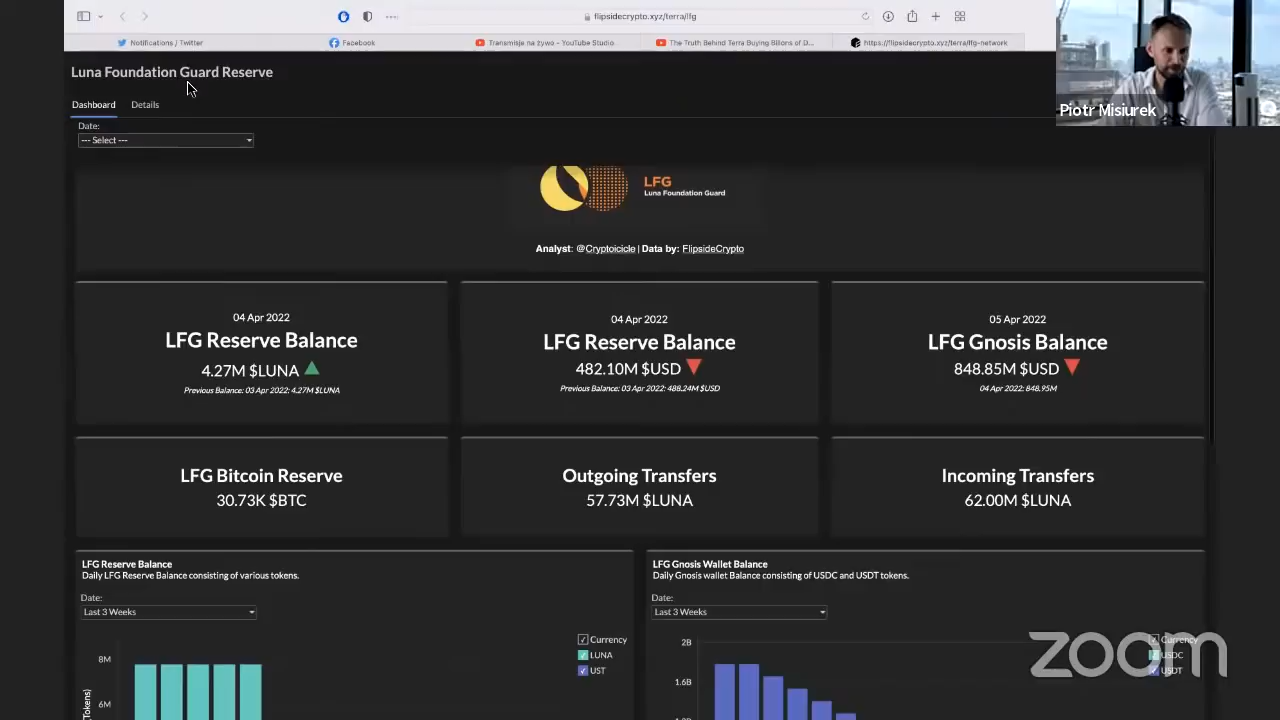 flipsidecrypto.xyz/terra/lfg
Notifications / Twitter
Facebook
Transmisje na żywo - YouTube Studio
The Truth Behind Terra Buying Bilions of D...
https://flipsidecrypto.xyz/terra/lfg-network
Piotr Misiurek
Luna Foundation Guard Reserve
Dashboard
Details
Date:
--- Select ---
LFG
Luna Foundation Guard
Analyst: @Cryptoicicle | Data by: FlipsideCrypto
04 Apr 2022
LFG Reserve Balance
4.27M $LUNA
Previous Balance: 03 Apr 2022: 4.27M $LUNA
04 Apr 2022
LFG Reserve Balance
482.10M $USD
Previous Balance: 03 Apr 2022: 488.24M $USD
05 Apr 2022
LFG Gnosis Balance
848.85M $USD
04 Apr 2022: 848.95M
LFG Bitcoin Reserve
30.73K $BTC
Outgoing Transfers
57.73M $LUNA
Incoming Transfers
62.00M $LUNA
LFG Reserve Balance
Daily LFG Reserve Balance consisting of various tokens.
Date:
Last 3 Weeks
Currency
LUNA
UST
8M
6M
Tokens)
LFG Gnosis Wallet Balance
Daily Gnosis wallet Balance consisting of USDC and USDT tokens.
Date:
Last 3 Weeks
Currency
USDC
USDT
2B
1.6B
zoom